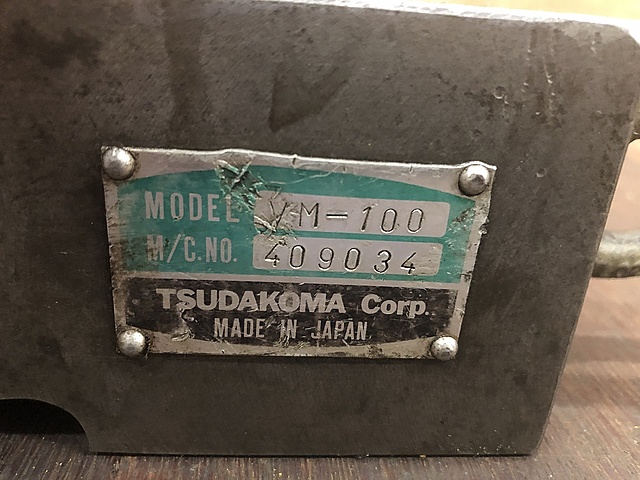 MODEL VM-100
M/C.NO. 409034
TSUDAKOMA Corp.
MADE IN JAPAN